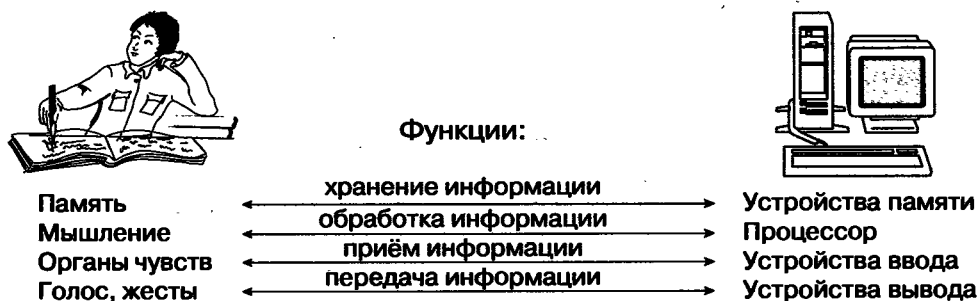 Функции:
Память хранение информации Устройства памяти
Мышление обработка информации Процессор
Органы чувств приём информации Устройства ввода
Голос, жесты передача информации Устройства вывода